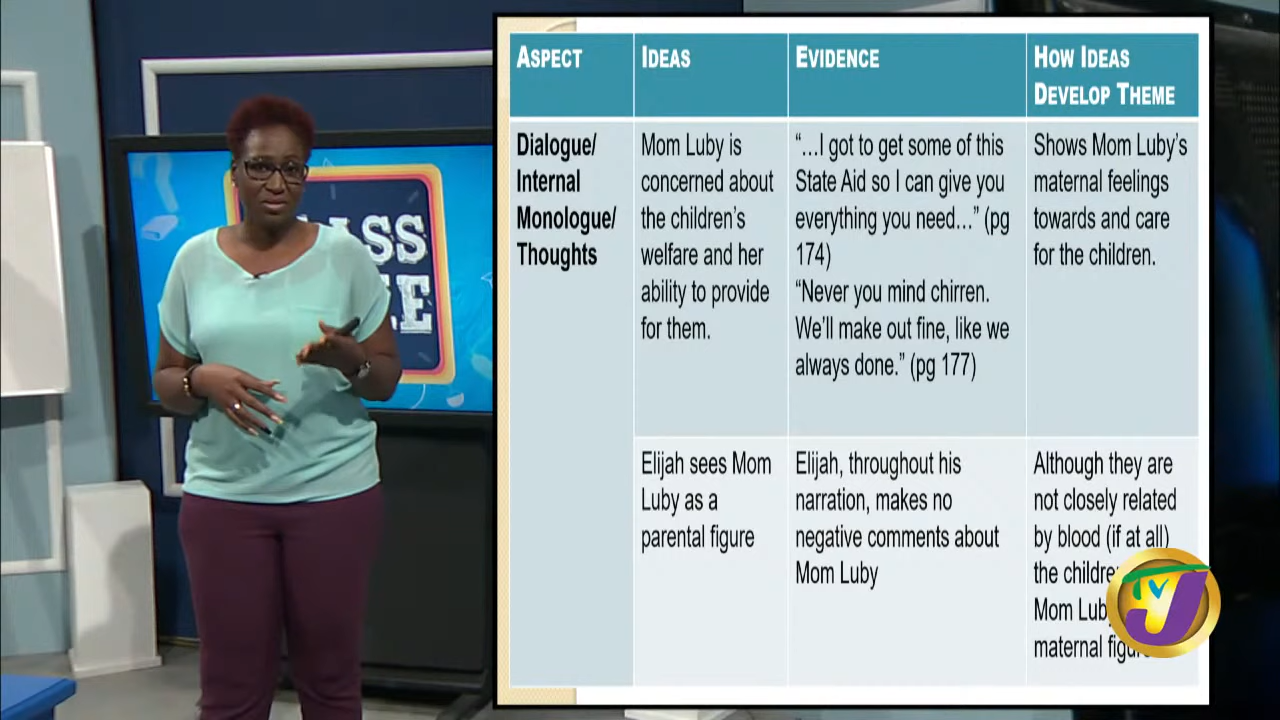 ASPECT
IDEAS
EVIDENCE
HOW IDEAS
DEVELOP THEME
Dialogue/
Internal
Monologue/
Thoughts
Mom Luby is
concerned about
the children's
welfare and her
ability to provide
for them.
"…I got to get some of this
State Aid so I can give you
everything you need…" (pg
174)
"Never you mind chirren.
We'll make out fine, like we
always done." (pg 177)
Shows Mom Luby's
maternal feelings
towards and care
for the children.
Elijah sees Mom
Luby as a
parental figure
Elijah, throughout his
narration, makes no
negative comments about
Mom Luby
Although they are
not closely related
by blood (if at all)
the
Mom
maternal
TVJ